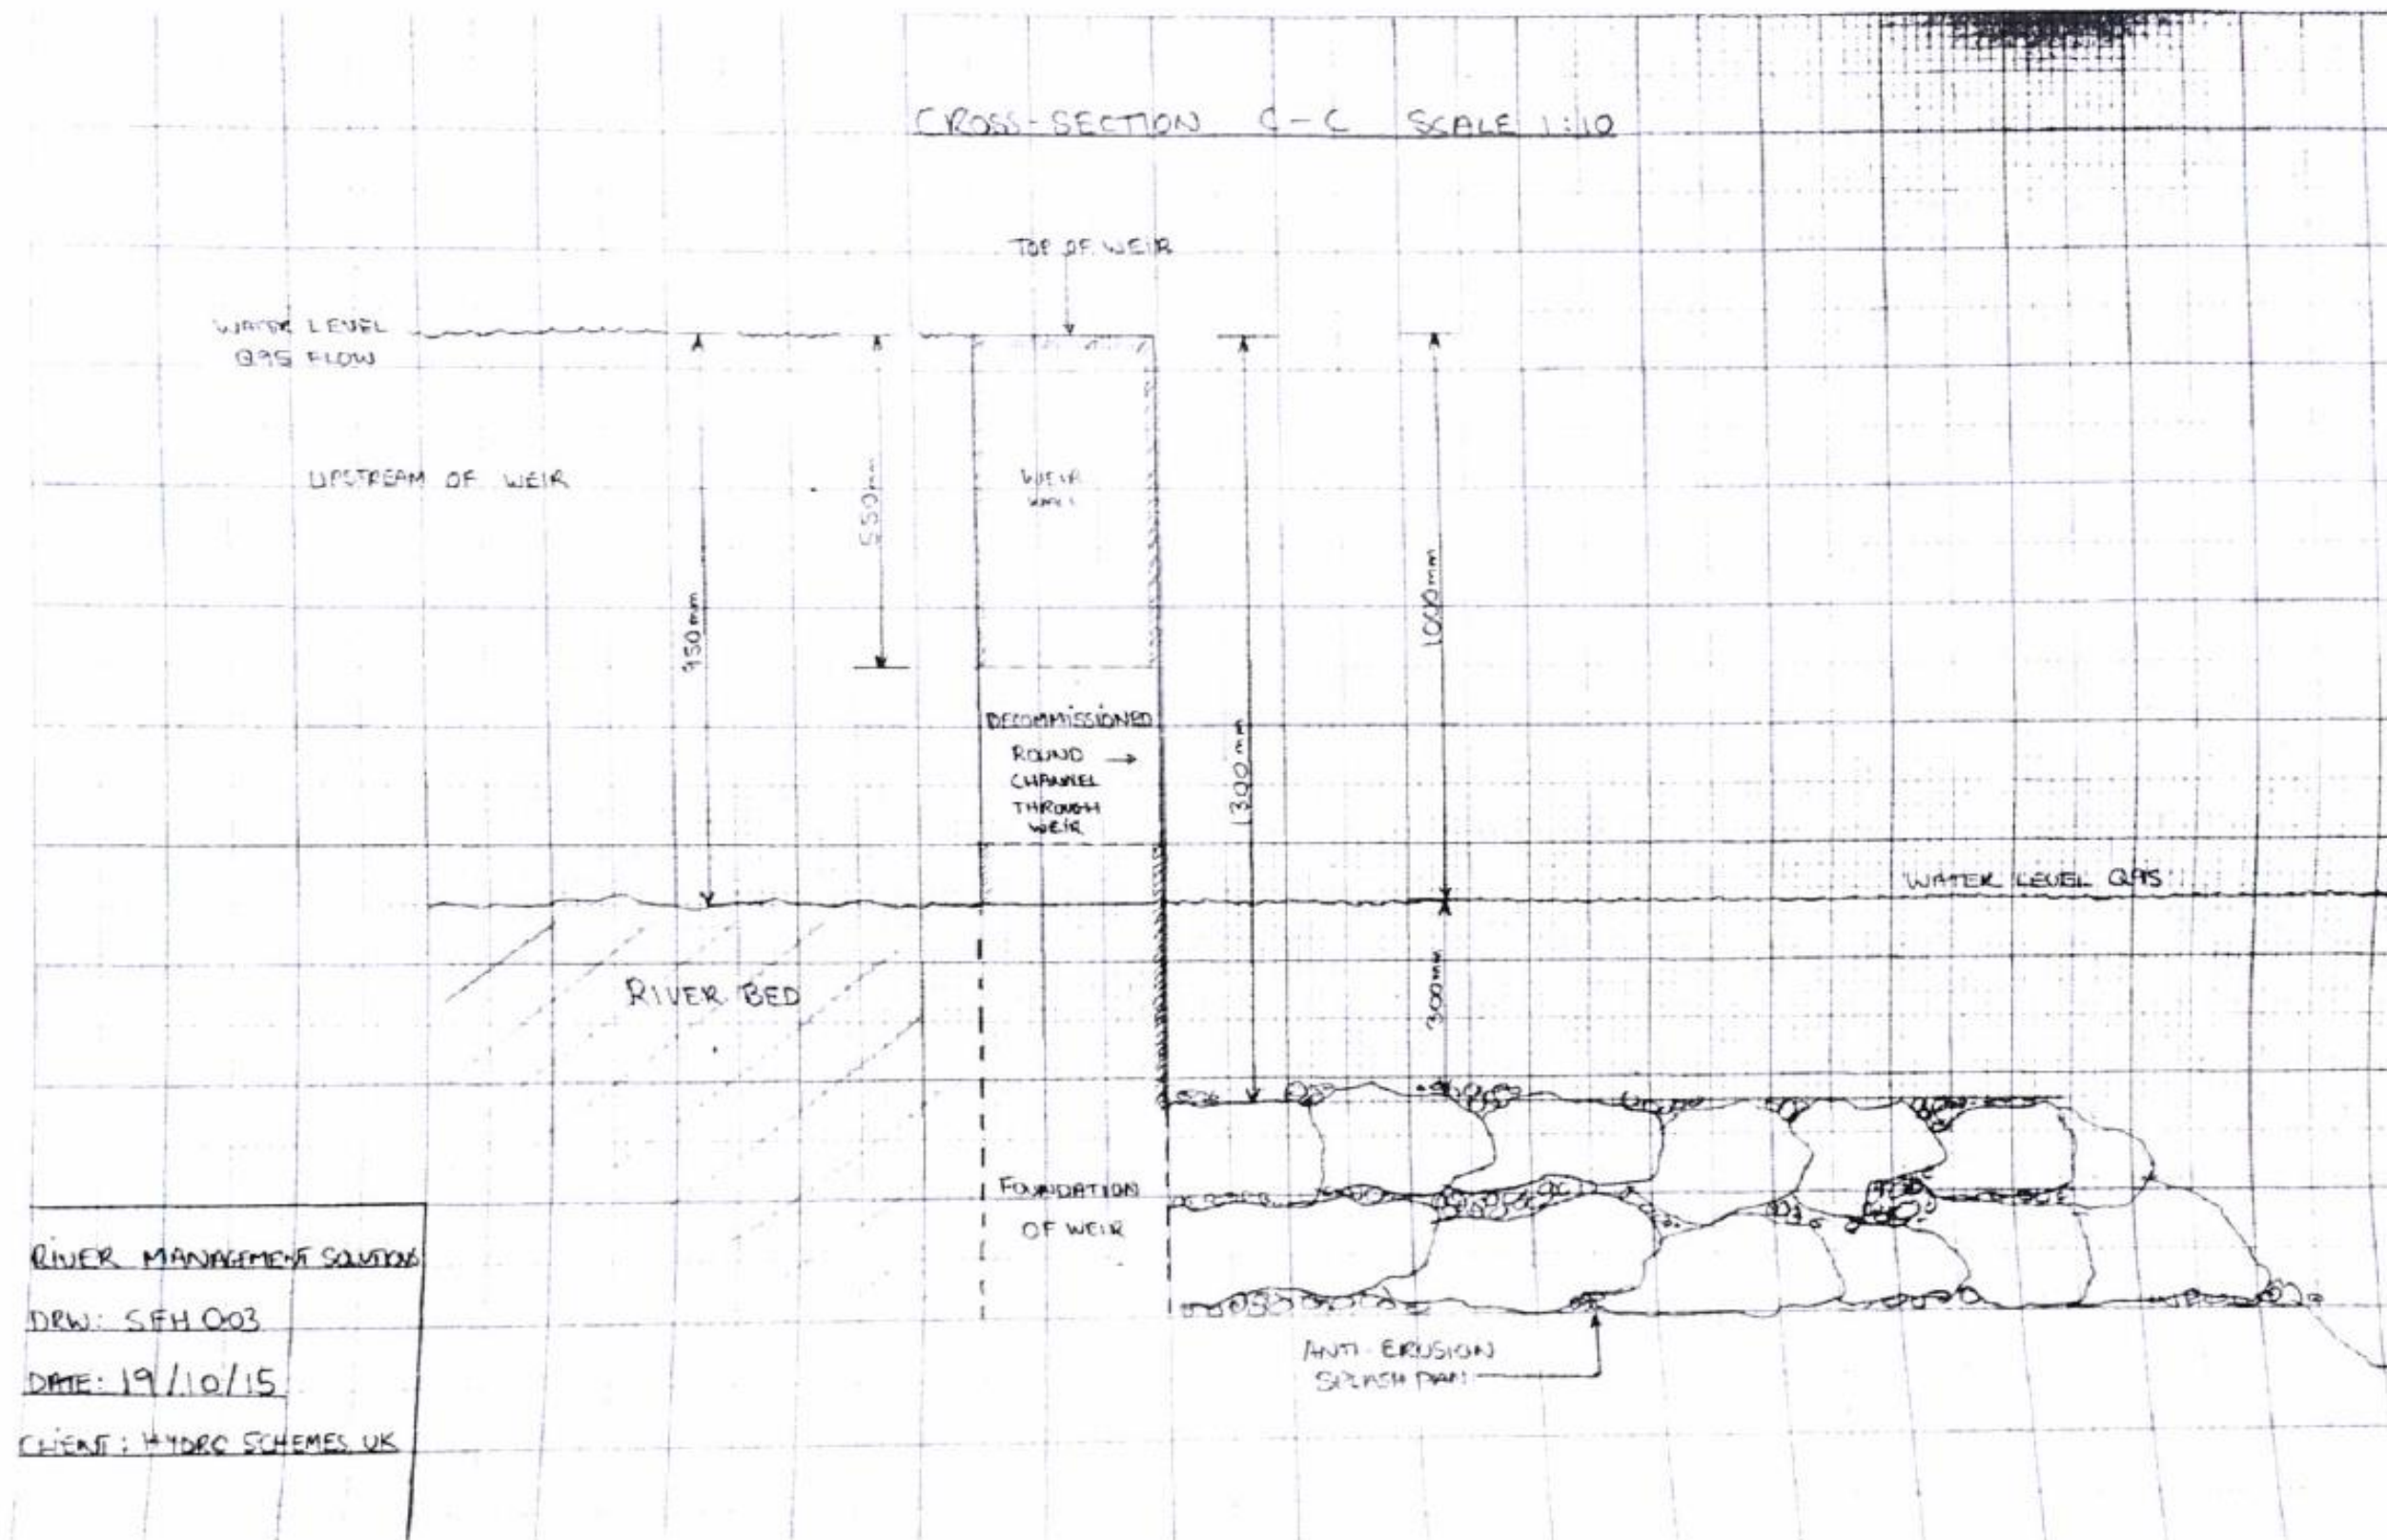 CROSS-SECTION C-C SCALE 1:10
TOP OF WEIR
WATER LEVEL
Q95 FLOW
UPSTREAM OF WEIR
WEIR
WALL
550mm
950mm
1000mm
DECOMMISSIONED
ROUND →
CHANNEL
THROUGH
WEIR
1300mm
WATER LEVEL Q95
RIVER BED
300mm
FOUNDATION
OF WEIR
ANTI EROSION
SPLASH PAN
RIVER MANAGEMENT SOLUTIONS
DRW: SFH 003
DATE: 19/10/15
CLIENT: HYDRO SCHEMES UK